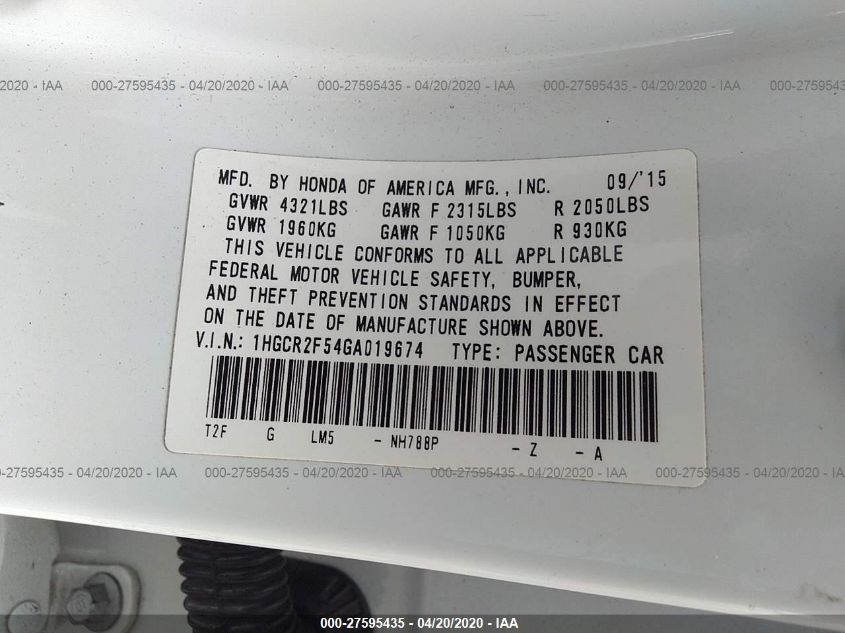 2020 - IAA 000-27595435 - 04/20/2020 - IAA 000-27595435 - 04/20/2020 - IAA 000-27595435 - 04/20/2020 - IAA 000-2759
MFD. BY HONDA OF AMERICA MFG., INC. 09/'15
GVWR 4321LBS GAWR F 2315LBS R 2050LBS
GVWR 1960KG GAWR F 1050KG R 930KG
THIS VEHICLE CONFORMS TO ALL APPLICABLE
FEDERAL MOTOR VEHICLE SAFETY, BUMPER,
AND THEFT PREVENTION STANDARDS IN EFFECT
ON THE DATE OF MANUFACTURE SHOWN ABOVE.
V.I.N.: 1HGCR2F54GA019674 TYPE: PASSENGER CAR
T2F G LM5 - NH788P - Z - A
-27595435 - 04/20/2020 - IAA 000-27595435 - 04/20/2020 - IAA 000-27595435 - 04/20/2020 - IAA 000-27595435 - 04/20
000-27595435 - 04/20/2020 - IAA